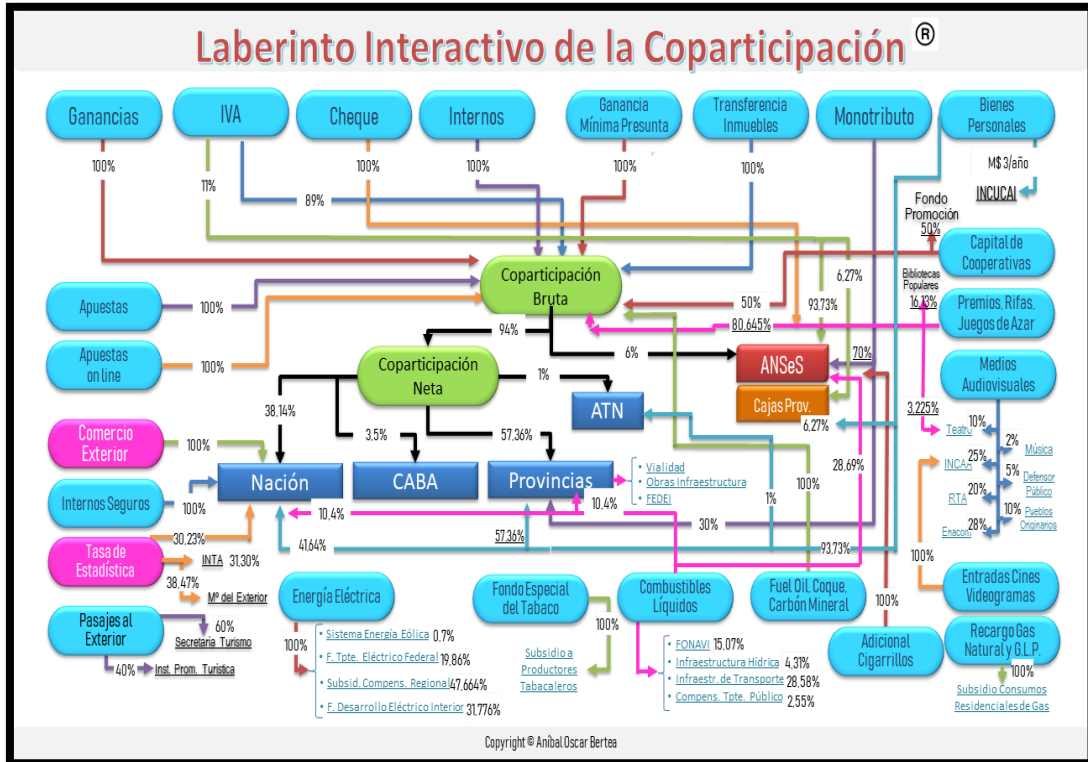 Laberinto Interactivo de la Coparticipación ®
Ganancias
IVA
Cheque
Internos
Ganancia
Mínima Presunta
Transferencia
Inmuebles
Monotributo
Bienes
Personales
100%
11%
89%
100%
100%
100%
100%
M$ 3/año
INCUCAI
Fondo
Promoción
50%
Capital de
Cooperativas
Coparticipación
Bruta
6,27%
93,73%
Bibliotecas
Populares
16,13%
Apuestas
100%
50%
80,645%
Premios, Rifas,
Juegos de Azar
Apuestas
on line
100%
94%
6%
70%
ANSeS
Cajas Prov.
6,27%
Medios
Audiovisuales
Coparticipación
Neta
1%
ATN
38,14%
3,5%
57,36%
3,225%
Teatro
10%
2%
Música
INCAA
25%
5%
Defensor
Público
RTA
20%
10%
Pueblos
Originarios
Enacom
28%
Comercio
Exterior
100%
Nación
CABA
Provincias
• Vialidad
• Obras Infraestructura
• FEDEI
28,69%
100%
1%
Internos Seguros
100%
10,4%
10,4%
30%
30,23%
41,64%
57,36%
93,73%
Tasa de
Estadística
INTA 31,30%
38,47%
Mº del Exterior
100%
Entradas Cines
Videogramas
Energía Eléctrica
100%
• Sistema Energía Eólica 0,7%
• F. Tpte. Eléctrico Federal 19,86%
• Subsid. Compens. Regional 47,664%
• F. Desarrollo Eléctrico Interior 31,776%
Fondo Especial
del Tabaco
100%
Subsidio a
Productores
Tabacaleros
Combustibles
Líquidos
• FONAVI 15,07%
• Infraestructura Hídrica 4,31%
• Infraestr. de Transporte 28,58%
• Compens. Tpte. Público 2,55%
Fuel Oil, Coque,
Carbón Mineral
100%
Adicional
Cigarrillos
Recargo Gas
Natural y G.L.P.
100%
Subsidio Consumos
Residenciales de Gas
Pasajes al
Exterior
60%
Secretaría Turismo
40%
Inst. Prom. Turística
Copyright © Aníbal Oscar Bertea